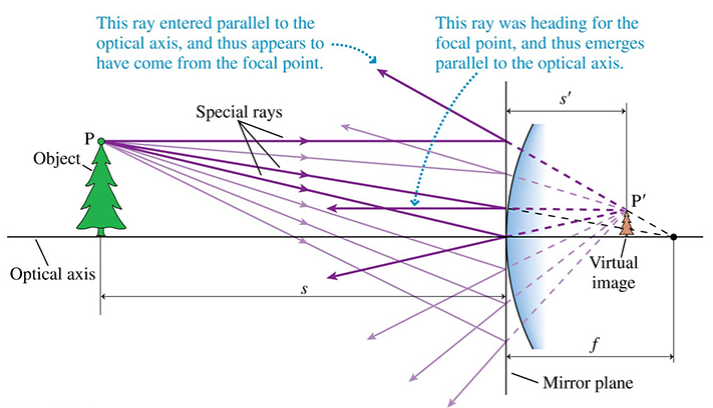 This ray entered parallel to the
optical axis, and thus appears to
have come from the focal point.
This ray was heading for the
focal point, and thus emerges
parallel to the optical axis.
s′
Special rays
P
Object
P′
Optical axis
s
Virtual
image
f
Mirror plane